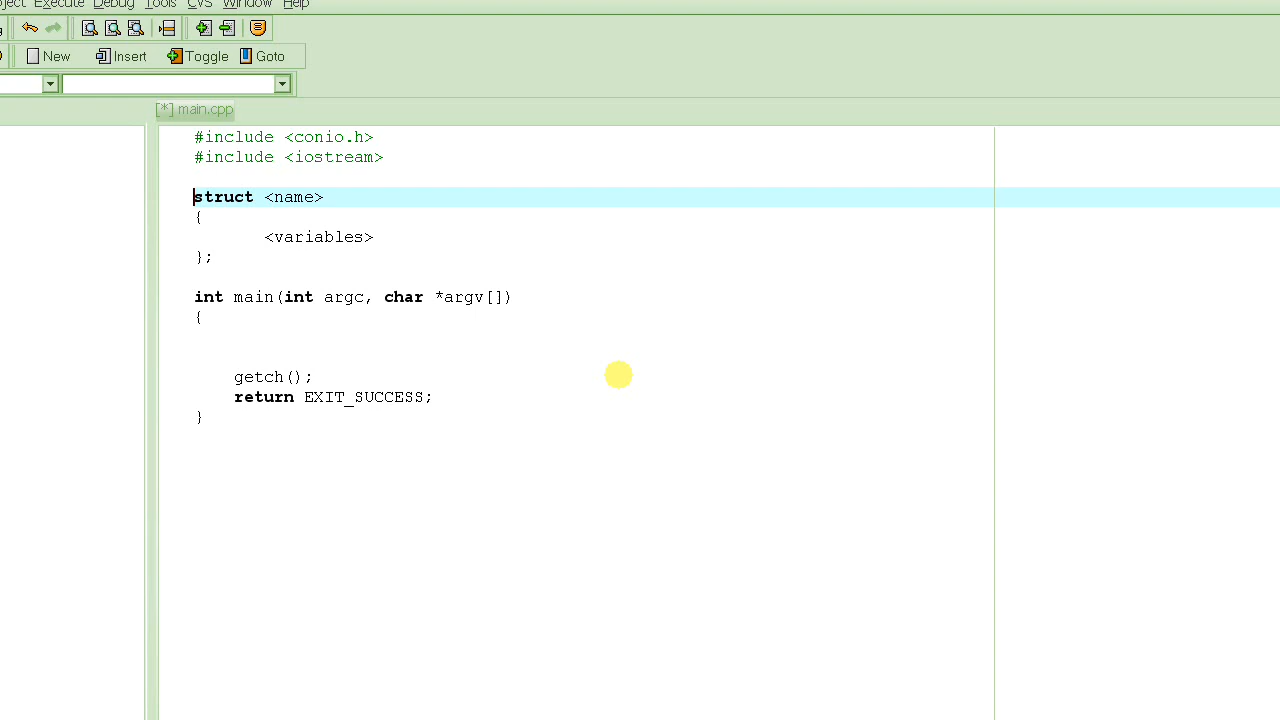 Execute Debug Tools CVS Window Help
New Insert Toggle Goto
[*] main.cpp
#include <conio.h>
#include <iostream>
struct <name>
{
<variables>
};
int main(int argc, char *argv[])
{
getch();
return EXIT_SUCCESS;
}